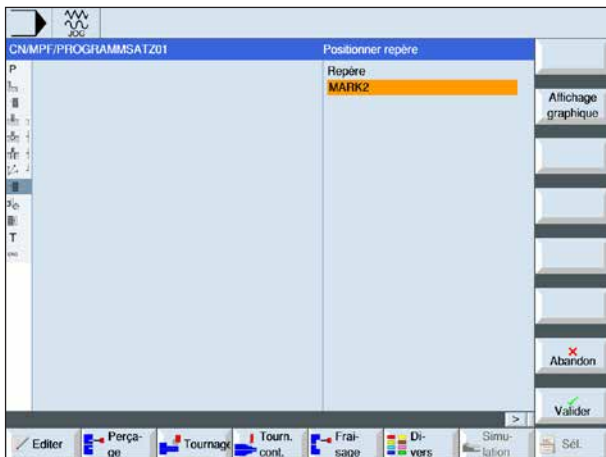 JOG
CN/MPF/PROGRAMMSATZ01
Positionner repère
P
Repère
MARK2
Affichage
graphique
T
END
Abandon
Valider
>
Editer
Perça-
ge
Tournage
Tourn.
cont.
Frai-
sage
Di-
vers
Simu-
lation
Sél.